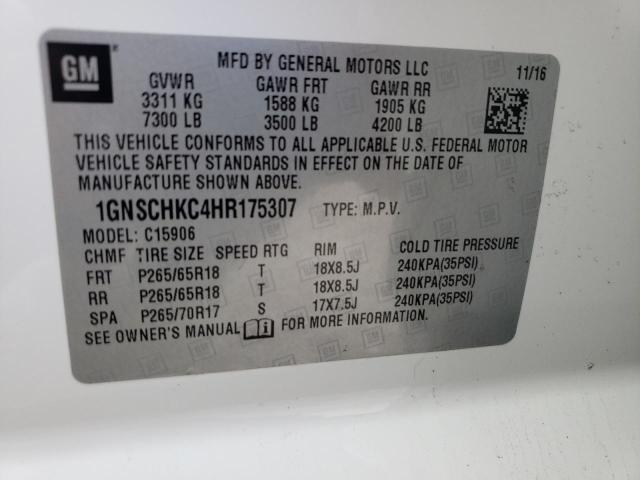 GM
MFD BY GENERAL MOTORS LLC 11/16
GVWR GAWR FRT GAWR RR
3311 KG 1588 KG 1905 KG
7300 LB 3500 LB 4200 LB
THIS VEHICLE CONFORMS TO ALL APPLICABLE U.S. FEDERAL MOTOR
VEHICLE SAFETY STANDARDS IN EFFECT ON THE DATE OF
MANUFACTURE SHOWN ABOVE.
1GNSCHKC4HR175307 TYPE: M.P.V.
MODEL: C15906
CHMF TIRE SIZE SPEED RTG RIM COLD TIRE PRESSURE
FRT P265/65R18 T 18X8.5J 240KPA(35PSI)
RR P265/65R18 T 18X8.5J 240KPA(35PSI)
SPA P265/70R17 S 17X7.5J 240KPA(35PSI)
SEE OWNER'S MANUAL FOR MORE INFORMATION.